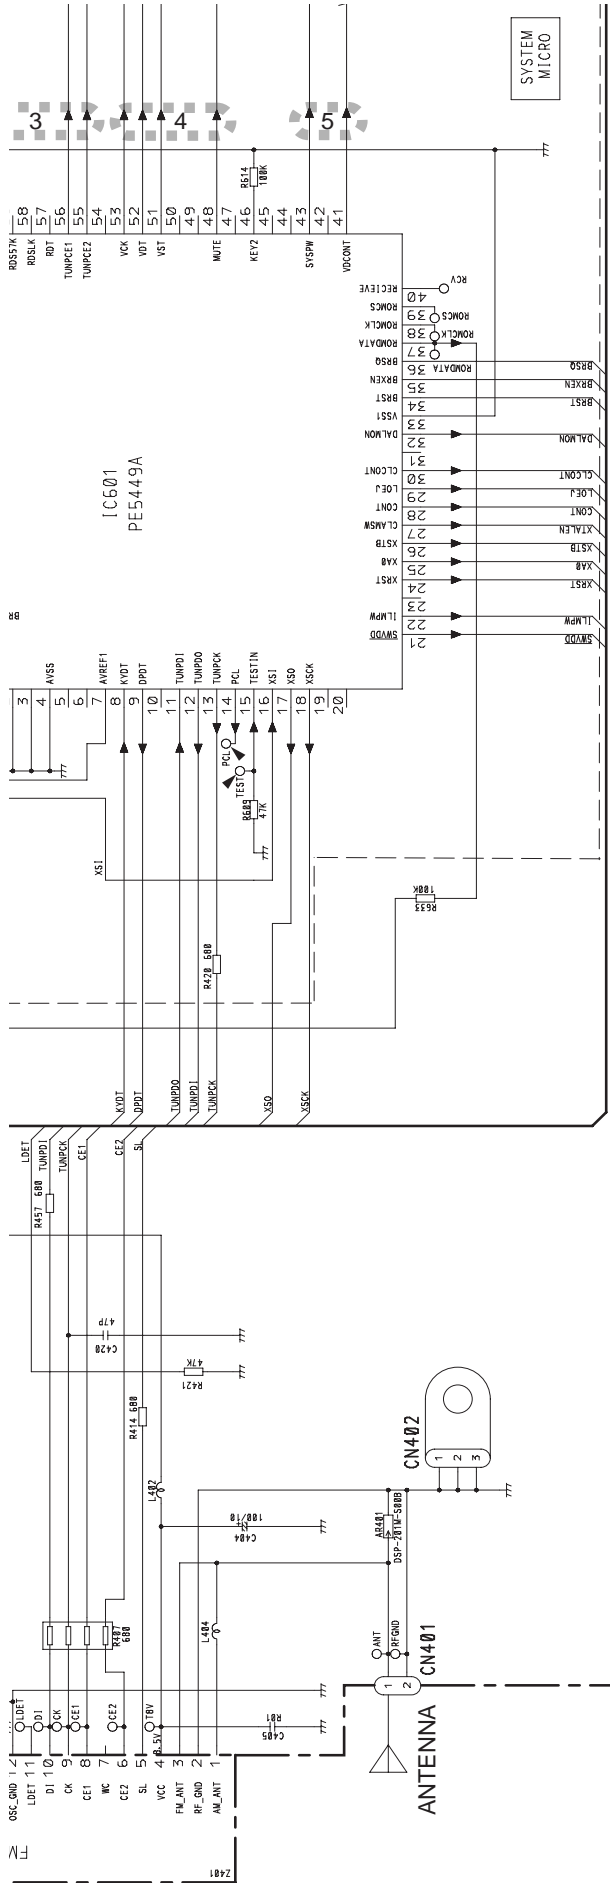 SYSTEM
MICRO
3
4
5
R614
100K
58
57
56
55
54
53
52
51
50
49
48
47
46
45
44
43
42
41
RDS57K
RDSLK
RDT
TUNPCE1
TUNPCE2
VCK
VDT
VST
MUTE
KEY2
SYSPW
VDCONT
RECIEVE
40
RCV
ROMCS
39
ROMCS
ROMCLK
38
ROMCLK
ROMDATA
37
ROMDATA
BRSQ
36
BRSQ
BRXEN
35
BRXEN
BRST
34
BRST
VSS1
33
DALMON
32
DALMON
31
CLCONT
30
CLCONT
LOEJ
29
LOEJ
CONT
28
CONT
CLAMSW
27
XTALEN
XSTB
26
XSTB
XA0
25
XA0
XRST
24
XRST
23
ILMPW
22
ILMPW
SWVDD
21
SWVDD
IC601
PE5449A
BR
AVSS
AVREF1
KYDT
DPDT
TUNPDI
TUNPDO
TUNPCK
PCL
TESTIN
XSI
XSO
XSCK
3
4
5
6
7
8
9
10
11
12
13
14
15
16
17
18
19
20
PCL
TEST
R609
47K
XSI
R633
100K
R420 680
KYDT
DPDT
TUNPDO
TUNPDI
TUNPCK
XSO
XSCK
LDET
TUNPDI
TUNPCK
CE1
CE2
SL
R457 680
47P
C420
47K
R421
R414 680
L402
100/10
C404
CN402
1
2
3
AR401
DSP-201M-S00B
L404
R407
680
ANT
RFGND
CN401
1
2
ANTENNA
LDET
DI
CK
CE1
CE2
T8V
8.5V
R01
C405
12
11
10
9
8
7
6
5
4
3
2
1
OSC_GND
LDET
DI
CK
CE1
WC
CE2
SL
VCC
FM_ANT
RF_GND
AM_ANT
FM
Z401